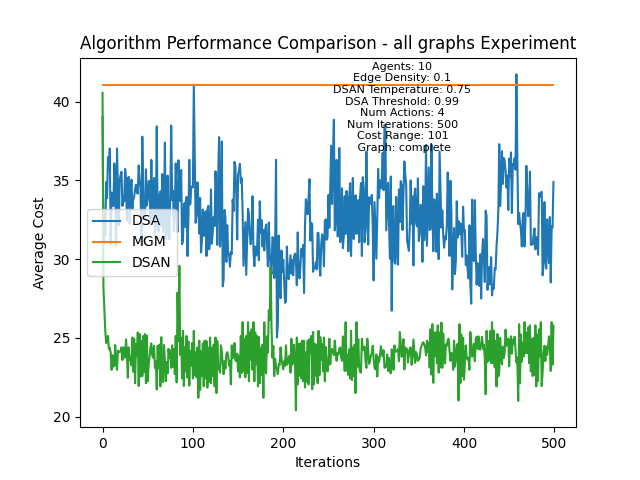 Algorithm Performance Comparison - all graphs Experiment
Agents: 10
Edge Density: 0.1
DSAN Temperature: 0.75
DSA Threshold: 0.99
Num Actions: 4
Num Iterations: 500
Cost Range: 101
Graph: complete
40
35
30
25
20
Average Cost
DSA
MGM
DSAN
0
100
200
300
400
500
Iterations